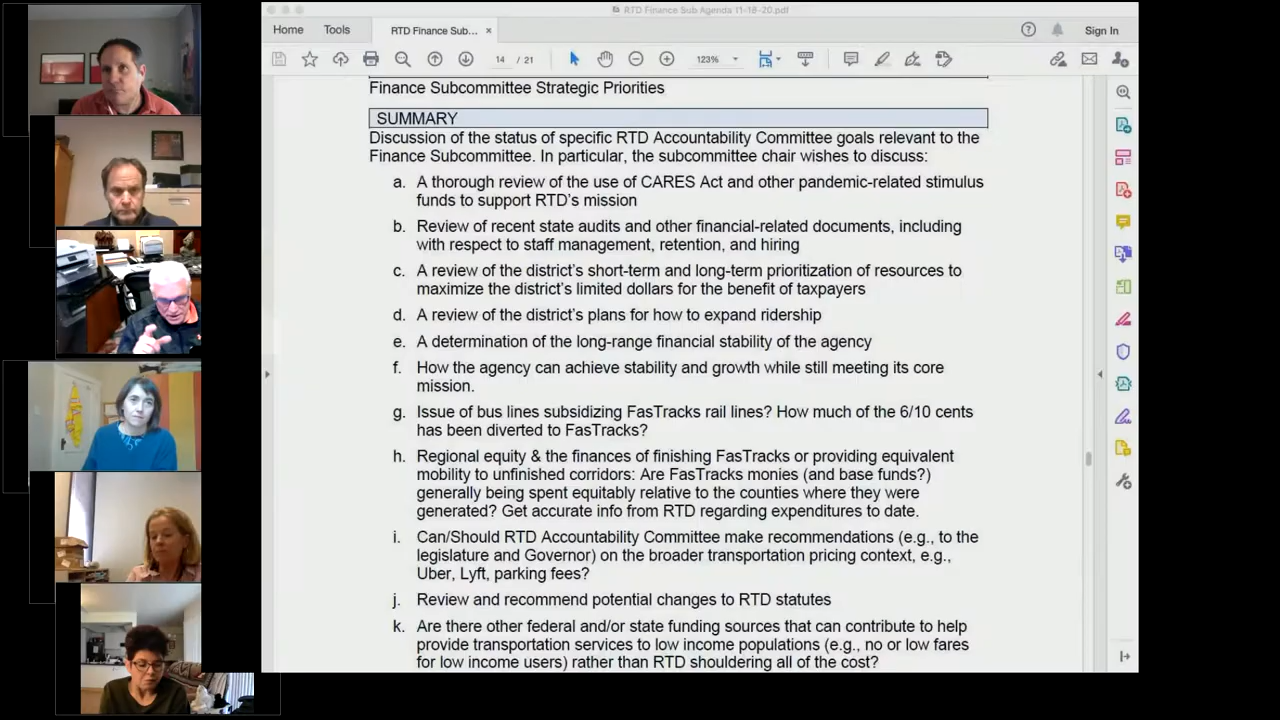 RTD Finance Sub Agenda 11-18-20.pdf
Home Tools RTD Finance Sub... × Sign In
14 / 21 123%
Finance Subcommittee Strategic Priorities
SUMMARY
Discussion of the status of specific RTD Accountability Committee goals relevant to the
Finance Subcommittee. In particular, the subcommittee chair wishes to discuss:
a. A thorough review of the use of CARES Act and other pandemic-related stimulus
funds to support RTD's mission
b. Review of recent state audits and other financial-related documents, including
with respect to staff management, retention, and hiring
c. A review of the district's short-term and long-term prioritization of resources to
maximize the district's limited dollars for the benefit of taxpayers
d. A review of the district's plans for how to expand ridership
e. A determination of the long-range financial stability of the agency
f. How the agency can achieve stability and growth while still meeting its core
mission.
g. Issue of bus lines subsidizing FasTracks rail lines? How much of the 6/10 cents
has been diverted to FasTracks?
h. Regional equity & the finances of finishing FasTracks or providing equivalent
mobility to unfinished corridors: Are FasTracks monies (and base funds?)
generally being spent equitably relative to the counties where they were
generated? Get accurate info from RTD regarding expenditures to date.
i. Can/Should RTD Accountability Committee make recommendations (e.g., to the
legislature and Governor) on the broader transportation pricing context, e.g.,
Uber, Lyft, parking fees?
j. Review and recommend potential changes to RTD statutes
k. Are there other federal and/or state funding sources that can contribute to help
provide transportation services to low income populations (e.g., no or low fares
for low income users) rather than RTD shouldering all of the cost?